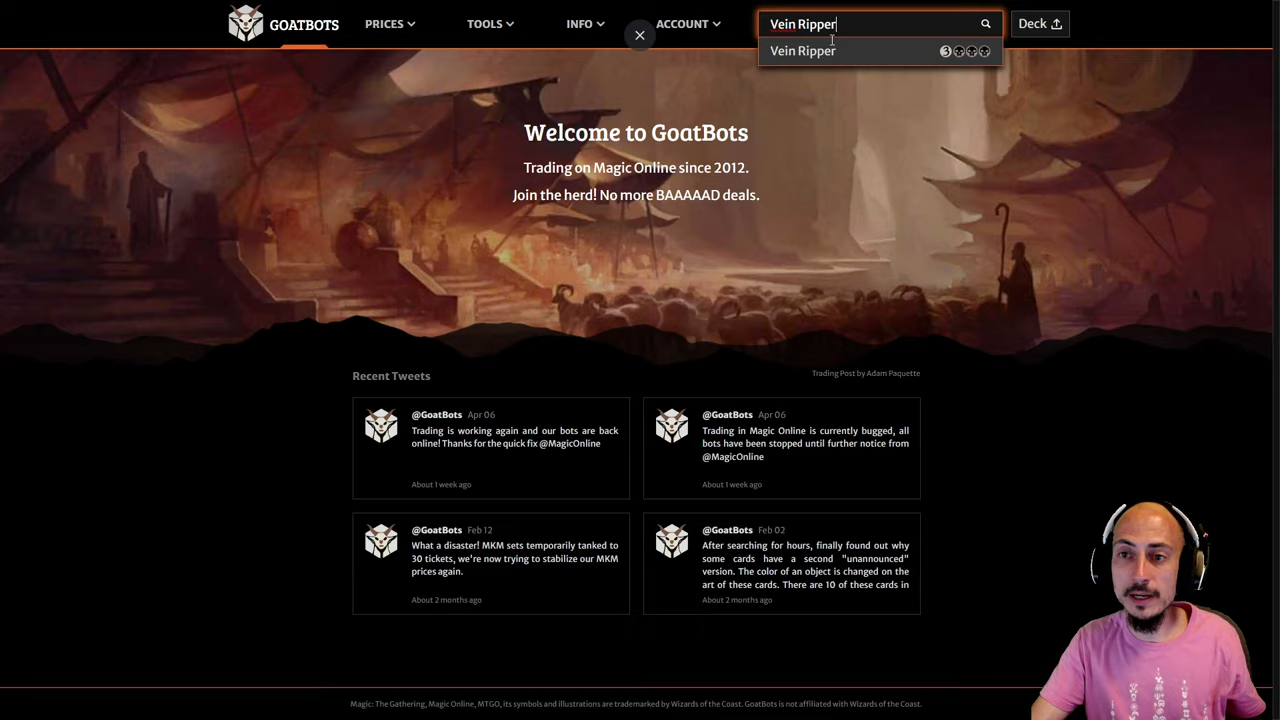 GOATBOTS
PRICES
TOOLS
INFO
ACCOUNT
Vein Ripper
Deck
Vein Ripper
3
Welcome to GoatBots
Trading on Magic Online since 2012.
Join the herd! No more BAAAAAD deals.
Recent Tweets
Trading Post by Adam Paquette
@GoatBots Apr 06
Trading is working again and our bots are back
online! Thanks for the quick fix @MagicOnline
About 1 week ago
@GoatBots Apr 06
Trading in Magic Online is currently bugged, all
bots have been stopped until further notice from
@MagicOnline
About 1 week ago
@GoatBots Feb 12
What a disaster! MKM sets temporarily tanked to
30 tickets, we're now trying to stabilize our MKM
prices again.
About 2 months ago
@GoatBots Feb 02
After searching for hours, finally found out why
some cards have a second "unannounced"
version. The color of an object is changed on the
art of these cards. There are 10 of these cards in
About 2 months ago
Magic: The Gathering, Magic Online, MTGO, its symbols and illustrations are trademarked by Wizards of the Coast. GoatBots is not affiliated with Wizards of the Coast.